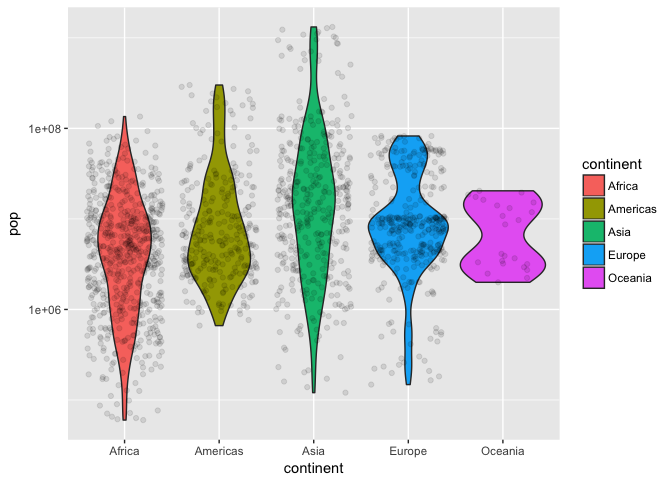 pop
1e+08
1e+06
Africa
Americas
Asia
Europe
Oceania
continent
continent
Africa
Americas
Asia
Europe
Oceania